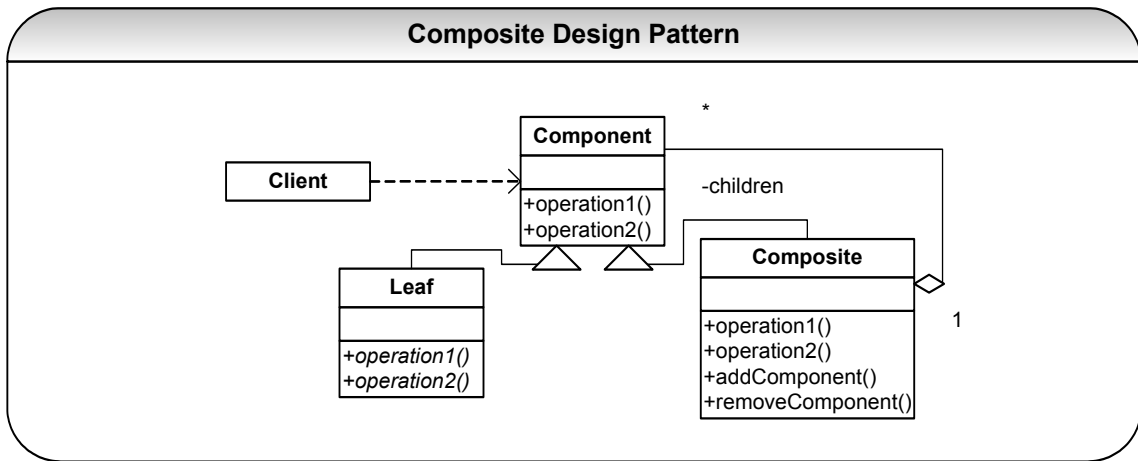 Composite Design Pattern
*
Component
Client
-children
+operation1()
+operation2()
Leaf
+operation1()
+operation2()
Composite
1
+operation1()
+operation2()
+addComponent()
+removeComponent()